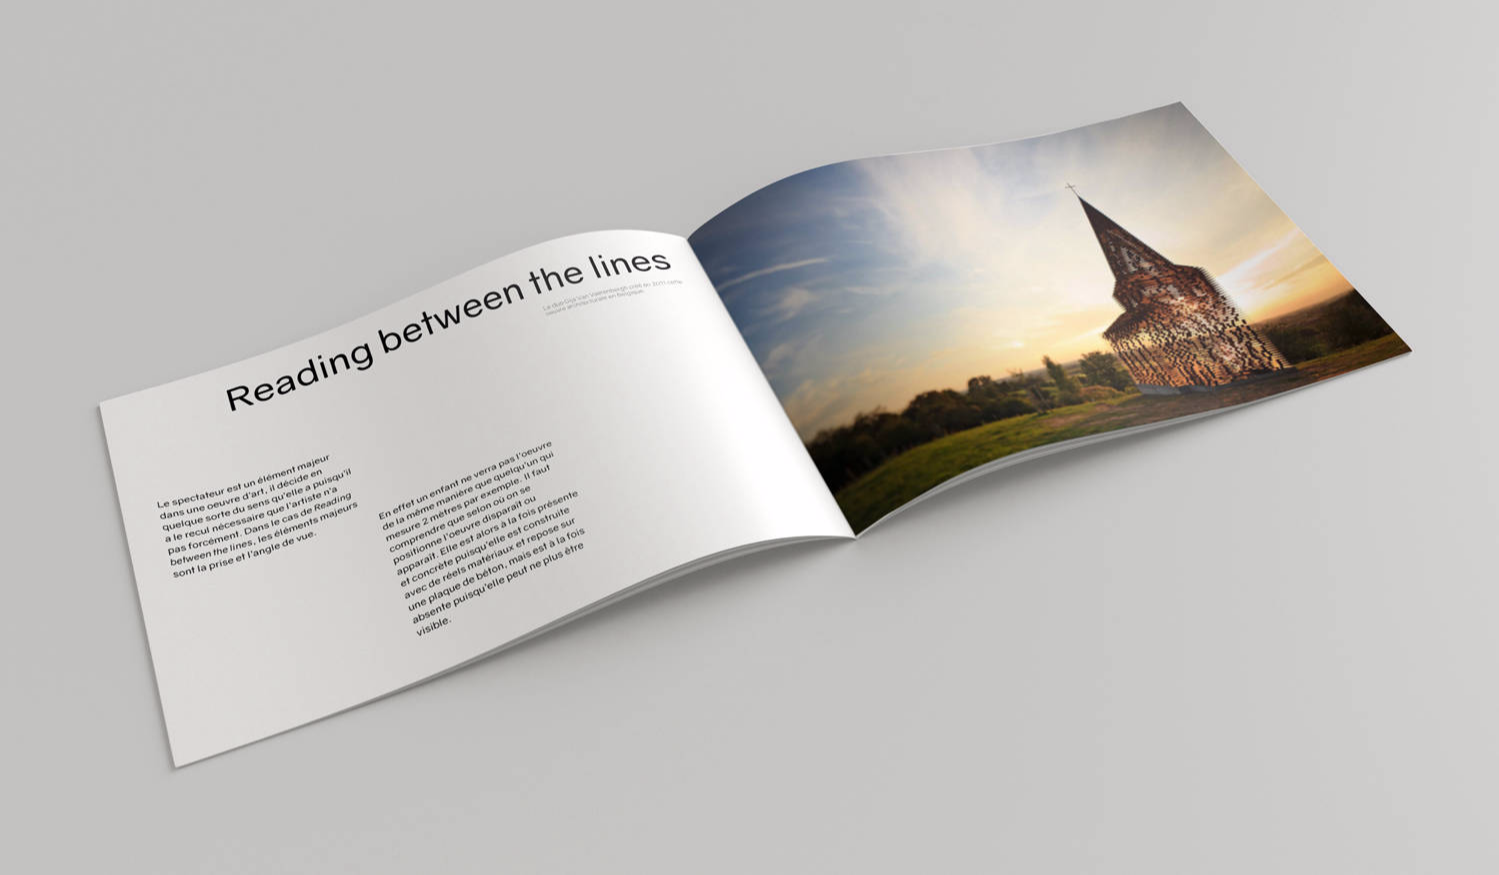 Reading between the lines
Le duo Gijs Van Vaerenbergh créé en 2011 cette
oeuvre architecturale en Belgique.
Le spectateur est un élément majeur
dans une oeuvre d'art, il décide en
quelque sorte du sens qu'elle a puisqu'il
a le recul nécessaire que l'artiste n'a
pas forcément. Dans le cas de Reading
between the lines, les éléments majeurs
sont la prise et l'angle de vue.
En effet un enfant ne verra pas l'oeuvre
de la même manière que quelqu'un qui
mesure 2 mètres par exemple. Il faut
comprendre que selon où on se
positionne l'oeuvre disparaît ou
apparaît. Elle est alors à la fois présente
et concrète puisqu'elle est construite
avec de réels matériaux et repose sur
une plaque de béton, mais est à la fois
absente puisqu'elle peut ne plus être
visible.